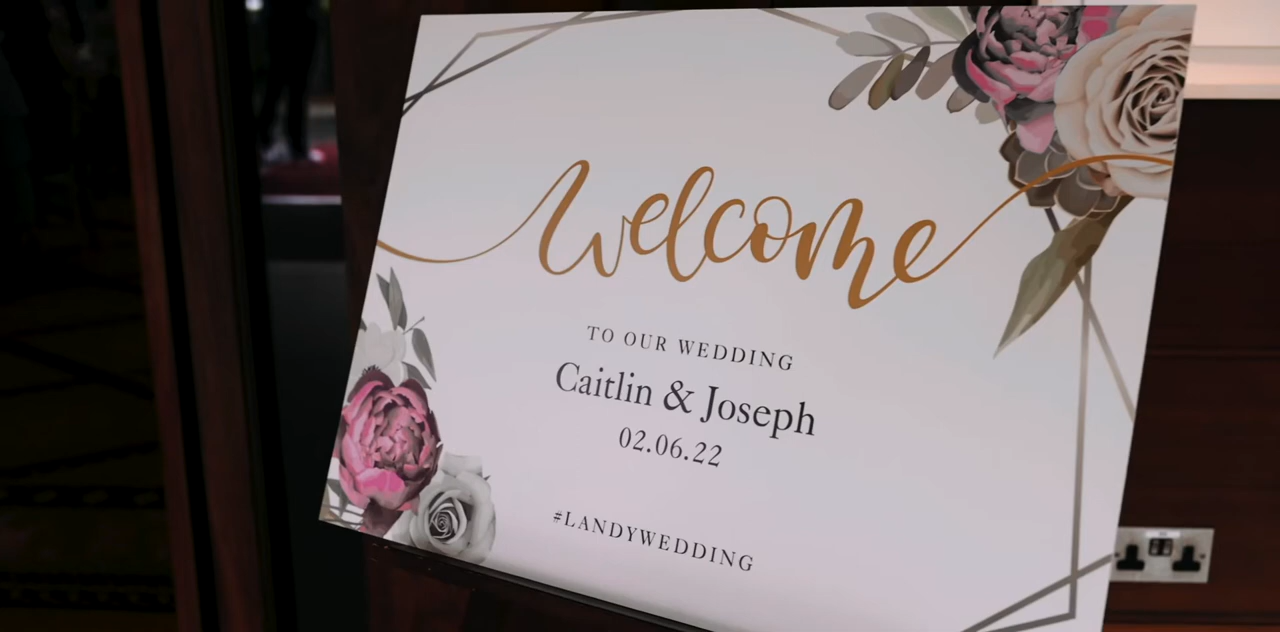 welcome
TO OUR WEDDING
Caitlin & Joseph
02.06.22
#LANDYWEDDING